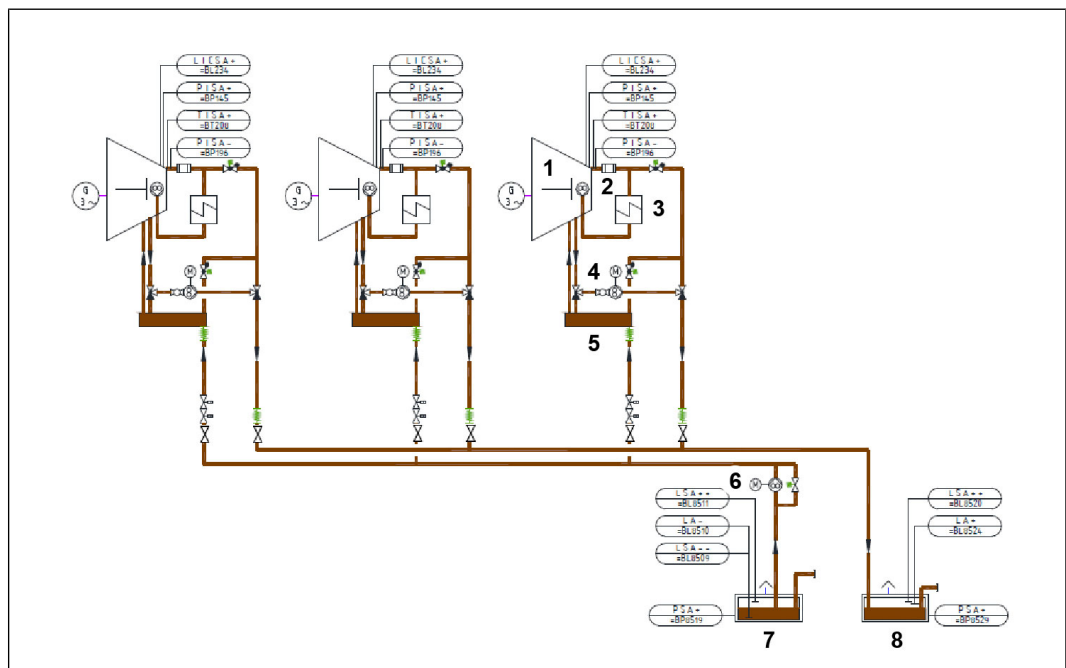 LICSA+
=BL234
LICSA+
=BL234
LICSA+
=BL234
PISA+
=BP145
PISA+
=BP145
PISA+
=BP145
TISA+
=BT200
TISA+
=BT200
TISA+
=BT200
PISA-
=BP196
PISA-
=BP196
PISA-
=BP196
G
3~
G
3~
G
3~
1
2
3
M
M
4
M
5
6
M
LSA++
=BL0511
LA-
=BL0510
LSA--
=BL0509
LSA++
=BL0520
LA+
=BL0524
PSA+
=BP0519
7
8
PSA+
=BP0529